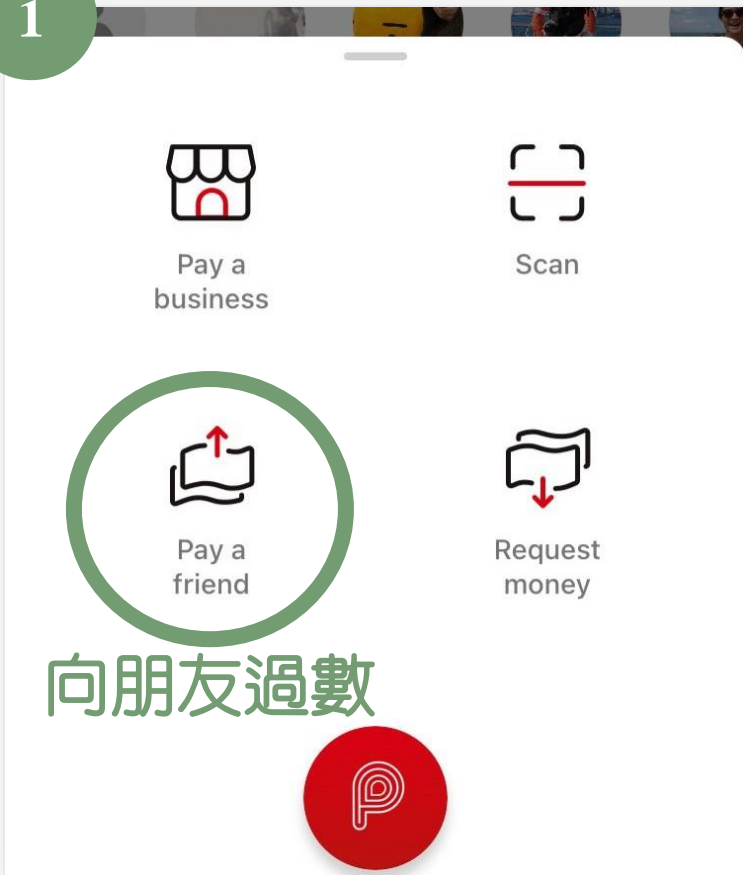 1
Pay a
business
Scan
Pay a
friend
Request
money
向朋友過數